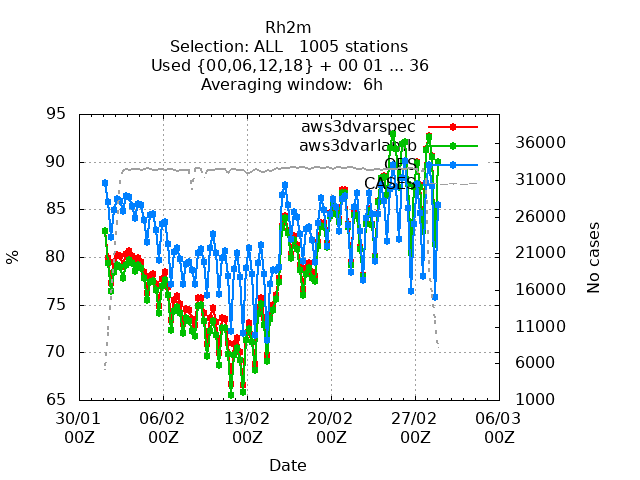 Rh2m
Selection: ALL 1005 stations
Used {00,06,12,18} + 00 01 ... 36
Averaging window: 6h
95
90
85
80
75
70
65
%
aws3dvarspec
OBS
CASES
36000
31000
26000
21000
16000
11000
6000
1000
No cases
30/01 06/02 13/02 20/02 27/02 06/03
00Z 00Z 00Z 00Z 00Z 00Z
Date